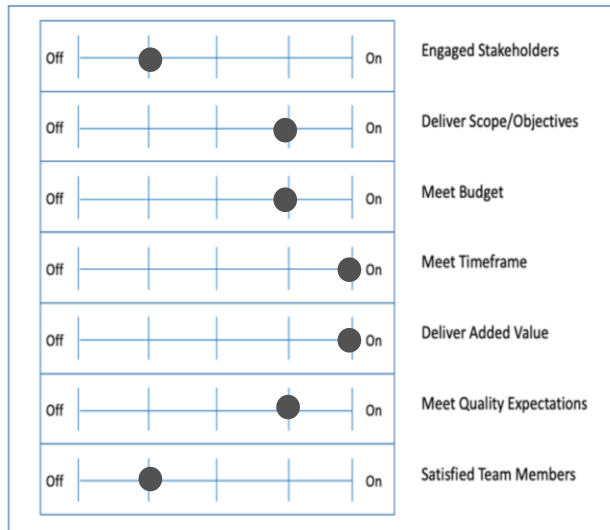 Off On Engaged Stakeholders
Off On Deliver Scope/Objectives
Off On Meet Budget
Off On Meet Timeframe
Off On Deliver Added Value
Off On Meet Quality Expectations
Off On Satisfied Team Members